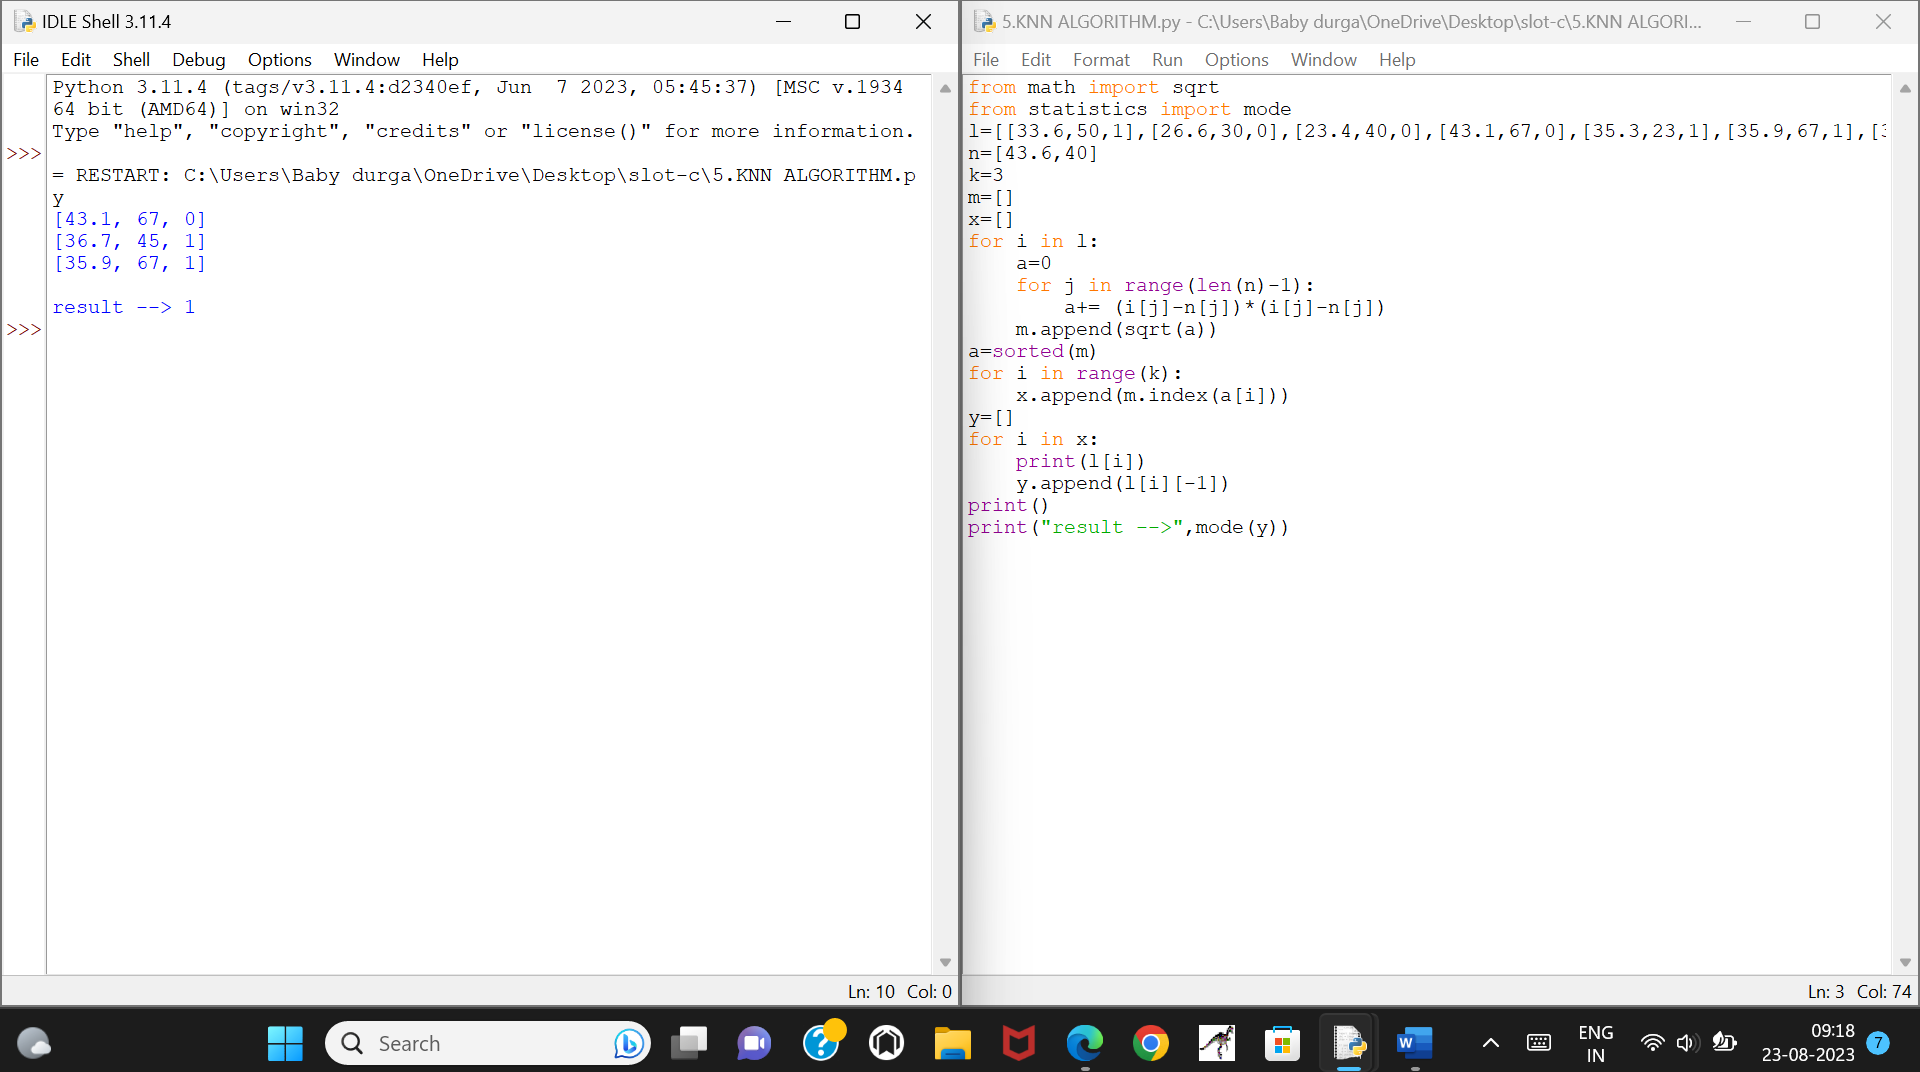 IDLE Shell 3.11.4
File Edit Shell Debug Options Window Help
Python 3.11.4 (tags/v3.11.4:d2340ef, Jun  7 2023, 05:45:37) [MSC v.1934
64 bit (AMD64)] on win32
Type "help", "copyright", "credits" or "license()" for more information.
>>>
= RESTART: C:\Users\Baby durga\OneDrive\Desktop\slot-c\5.KNN ALGORITHM.p
y
[43.1, 67, 0]
[36.7, 45, 1]
[35.9, 67, 1]
result --> 1
>>>
Ln: 10 Col: 0
5.KNN ALGORITHM.py - C:\Users\Baby durga\OneDrive\Desktop\slot-c\5.KNN ALGORI...
File Edit Format Run Options Window Help
from math import sqrt
from statistics import mode
l=[[33.6,50,1],[26.6,30,0],[23.4,40,0],[43.1,67,0],[35.3,23,1],[35.9,67,1],[
n=[43.6,40]
k=3
m=[]
x=[]
for i in l:
    a=0
    for j in range(len(n)-1):
        a+= (i[j]-n[j])*(i[j]-n[j])
    m.append(sqrt(a))
a=sorted(m)
for i in range(k):
    x.append(m.index(a[i]))
y=[]
for i in x:
    print(l[i])
    y.append(l[i][-1])
print()
print("result -->",mode(y))
Ln: 3 Col: 74
Search
W
ENG
IN
09:18
23-08-2023
7